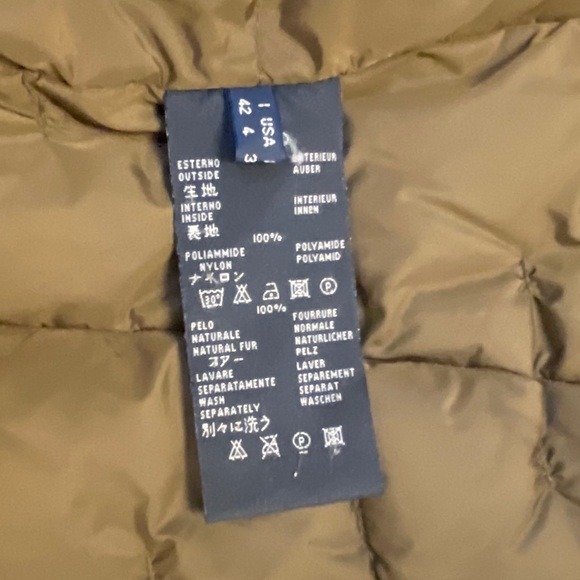 I USA
42 4
ESTERNO
OUTSIDE
生地
INTERNO
INSIDE
裏地
EXTERIEUR
AUBER
INTERIEUR
INNEN
100%
POLIAMMIDE
NYLON
ナイロン
POLYAMIDE
POLYAMID
30°
P
100%
PELO
NATURALE
NATURAL FUR
ファー
LAVARE
SEPARATAMENTE
WASH
SEPARATELY
別々に洗う
FOURRURE
NORMALE
NATURLICHER
PELZ
LAVER
SEPAREMENT
SEPARAT
WASCHEN
P